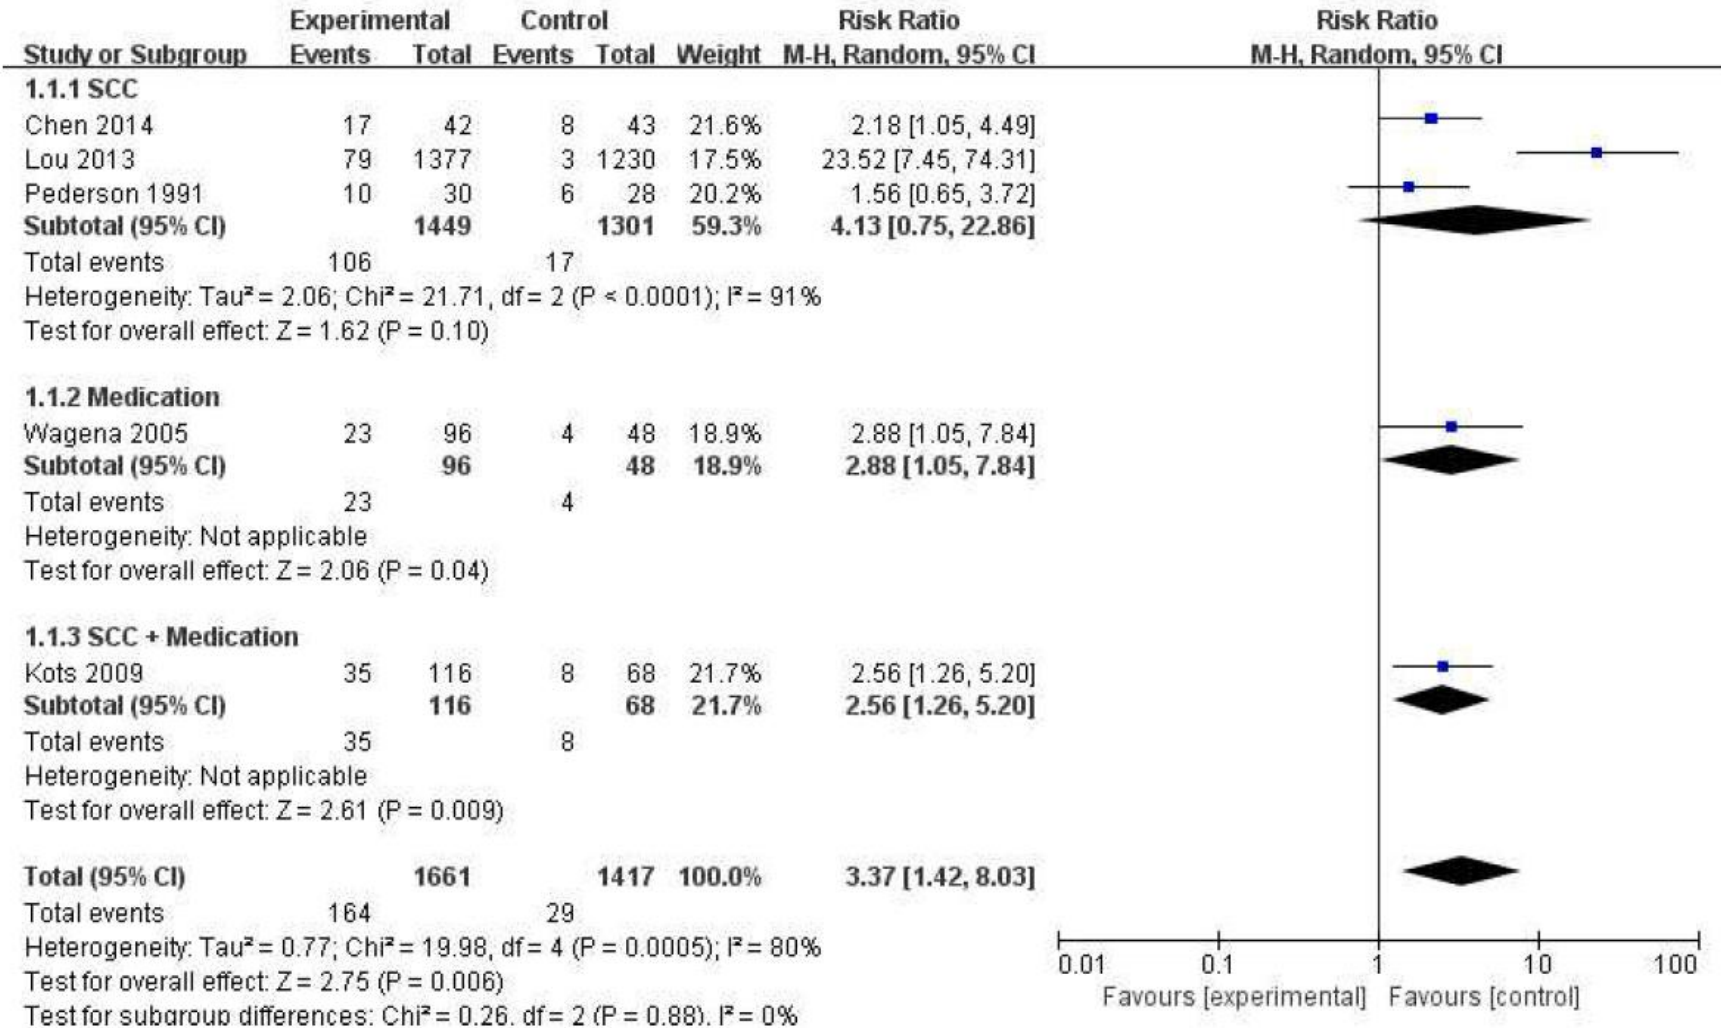 Experimental Control Risk Ratio Risk Ratio
Study or Subgroup Events Total Events Total Weight M-H, Random, 95% CI M-H, Random, 95% CI
1.1.1 SCC
Chen 2014 17 42 8 43 21.6% 2.18 [1.05, 4.49]
Lou 2013 79 1377 3 1230 17.5% 23.52 [7.45, 74.31]
Pederson 1991 10 30 6 28 20.2% 1.56 [0.65, 3.72]
Subtotal (95% CI) 1449 1301 59.3% 4.13 [0.75, 22.86]
Total events 106 17
Heterogeneity: Tau² = 2.06; Chi² = 21.71, df = 2 (P < 0.0001); I² = 91%
Test for overall effect: Z = 1.62 (P = 0.10)
1.1.2 Medication
Wagena 2005 23 96 4 48 18.9% 2.88 [1.05, 7.84]
Subtotal (95% CI) 96 48 18.9% 2.88 [1.05, 7.84]
Total events 23 4
Heterogeneity: Not applicable
Test for overall effect: Z = 2.06 (P = 0.04)
1.1.3 SCC + Medication
Kots 2009 35 116 8 68 21.7% 2.56 [1.26, 5.20]
Subtotal (95% CI) 116 68 21.7% 2.56 [1.26, 5.20]
Total events 35 8
Heterogeneity: Not applicable
Test for overall effect: Z = 2.61 (P = 0.009)
Total (95% CI) 1661 1417 100.0% 3.37 [1.42, 8.03]
Total events 164 29
Heterogeneity: Tau² = 0.77; Chi² = 19.98, df = 4 (P = 0.0005); I² = 80%
Test for overall effect: Z = 2.75 (P = 0.006)
Test for subgroup differences: Chi² = 0.26, df = 2 (P = 0.88), I² = 0%
0.01 0.1 1 10 100
Favours [experimental] Favours [control]